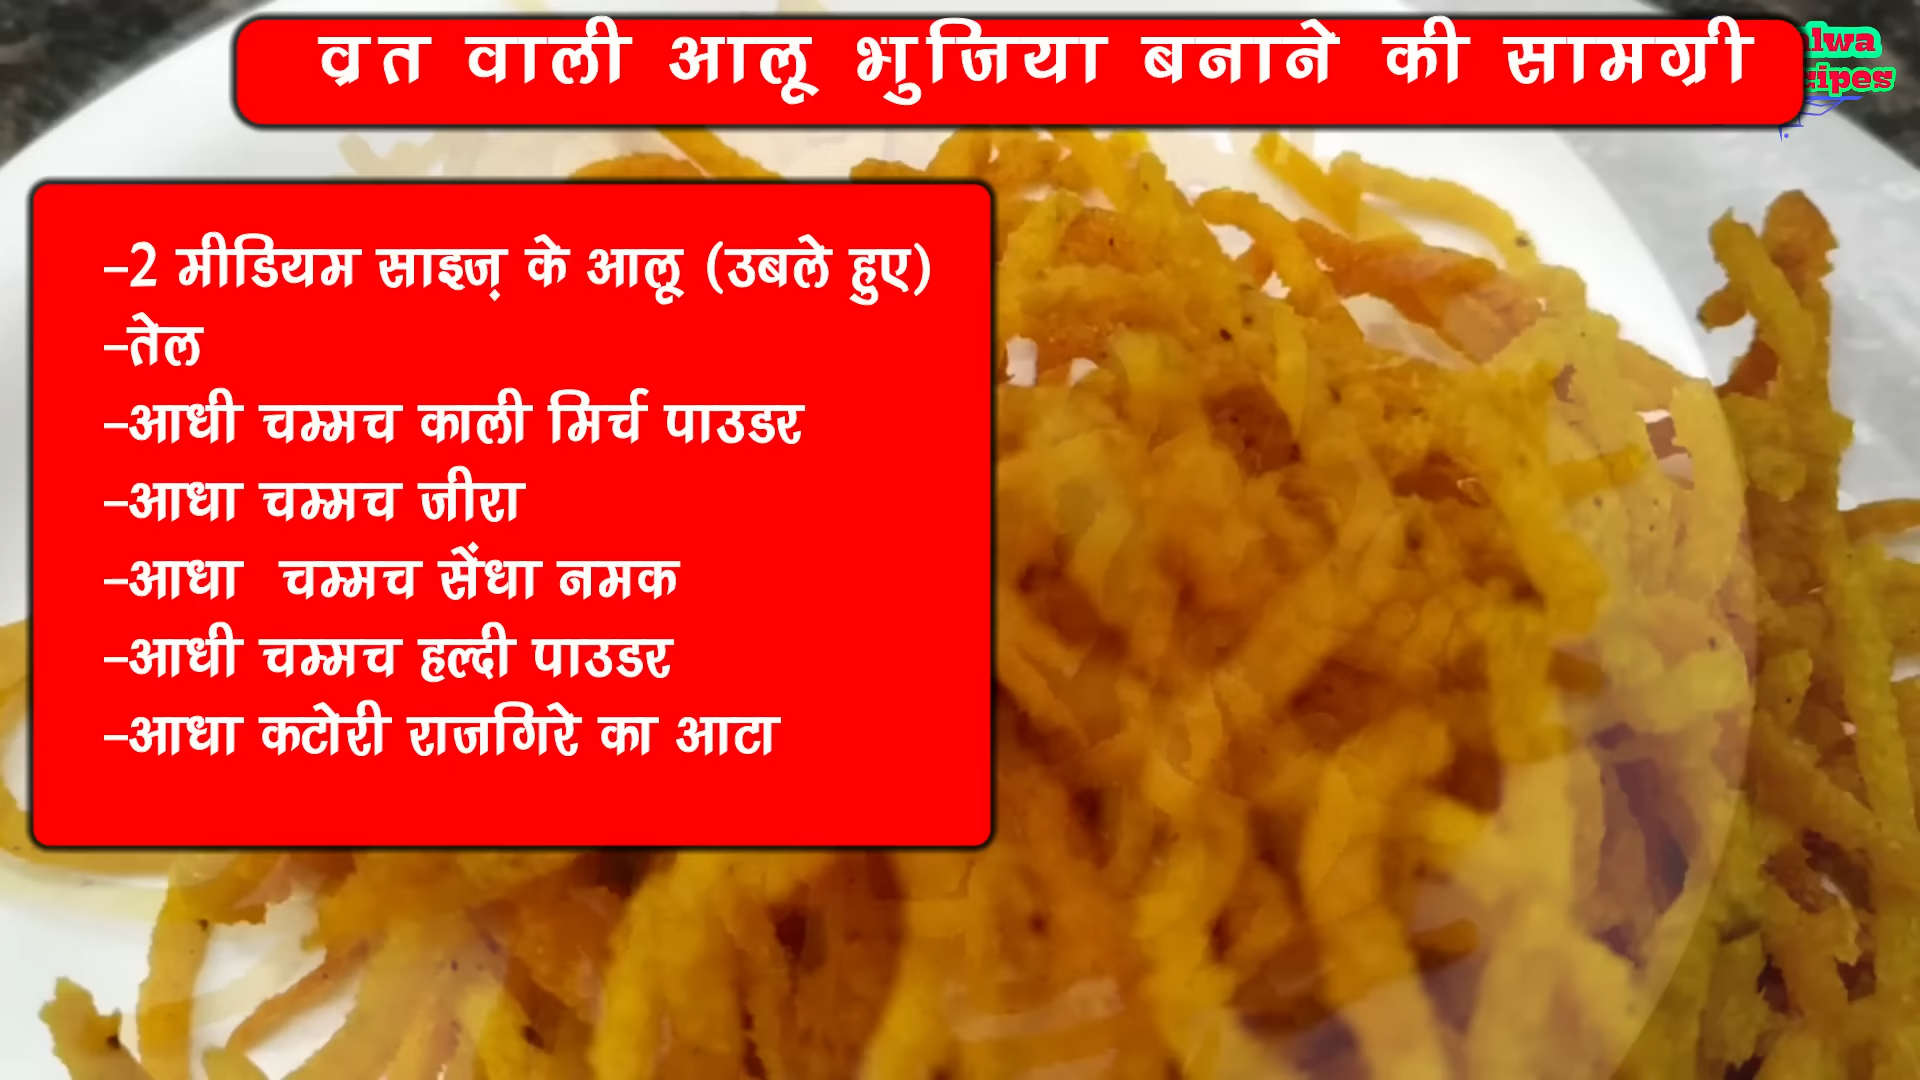 व्रत वाली आलू भुजिया बनाने की सामग्री
-2 मीडियम साइज़ के आलू (उबले हुए)
-तेल
-आधी चम्मच काली मिर्च पाउडर
-आधा चम्मच जीरा
-आधा चम्मच सेंधा नमक
-आधी चम्मच हल्दी पाउडर
-आधा कटोरी राजगिरे का आटा